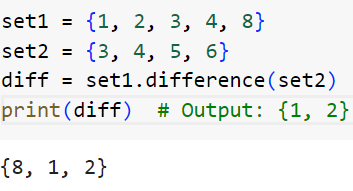 set1 = {1, 2, 3, 4, 8}
set2 = {3, 4, 5, 6}
diff = set1.difference(set2)
print(diff)  # Output: {1, 2}
{8, 1, 2}